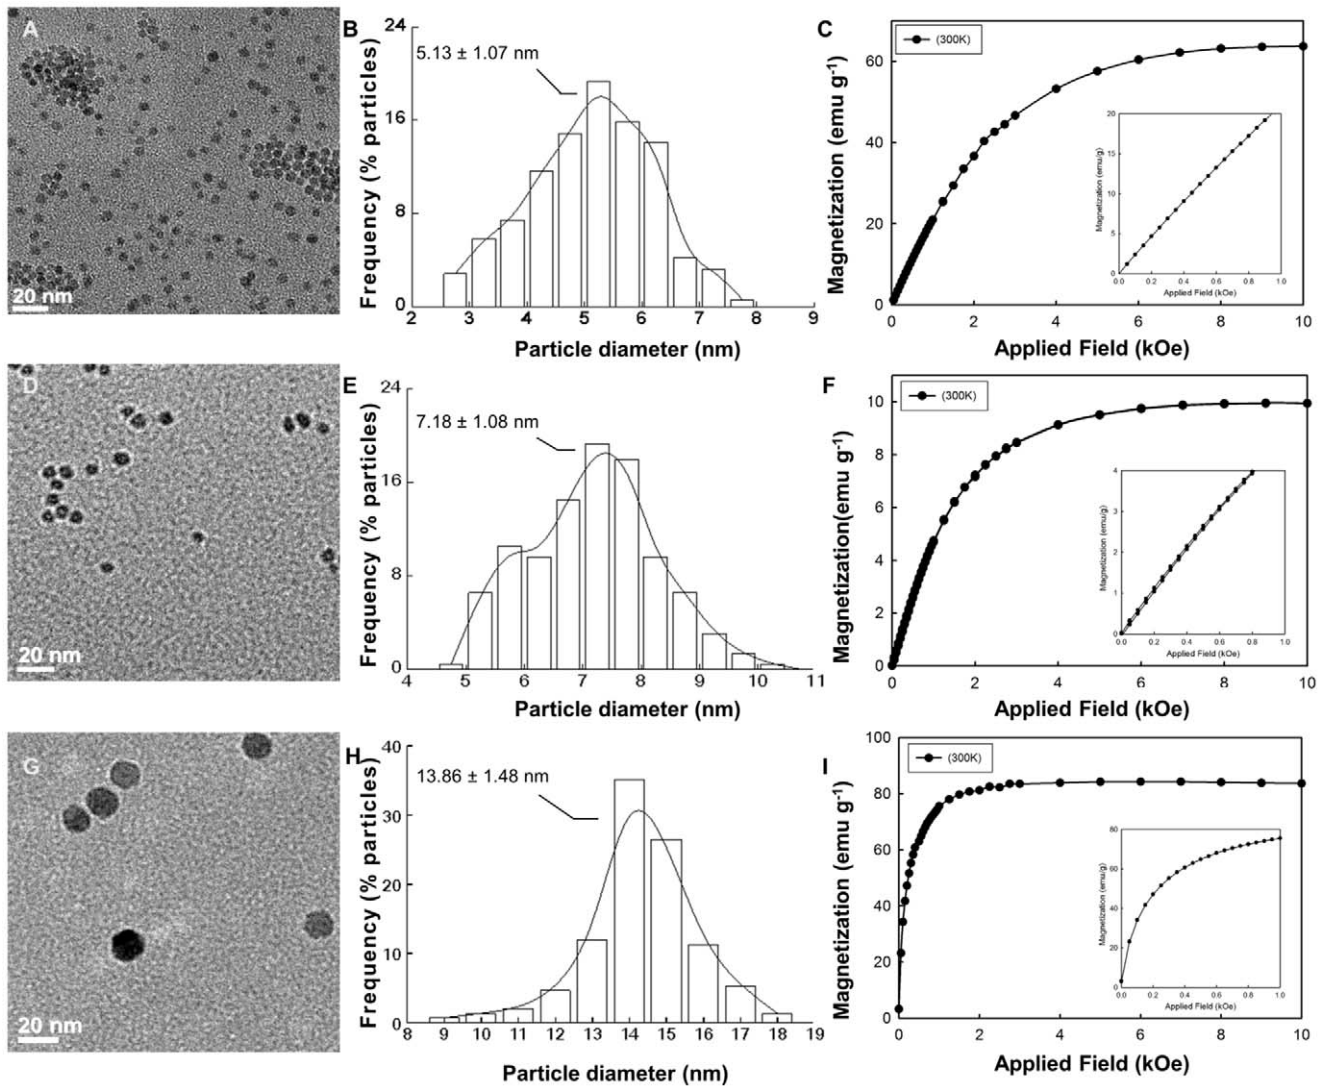 A
20 nm
B
24
16
8
0
5.13 ± 1.07 nm
Frequency (% particles)
2 3 4 5 6 7 8 9
Particle diameter (nm)
C
(300K)
60
40
20
0
Magnetization (emu g-1)
0 2 4 6 8 10
Applied Field (kOe)
20
15
10
5
0
Magnetization (emu/g)
0.0 0.2 0.4 0.6 0.8 1.0
Applied Field (kOe)
D
20 nm
E
24
16
8
0
7.18 ± 1.08 nm
Frequency (% particles)
4 5 6 7 8 9 10 11
Particle diameter (nm)
F
(300K)
10
8
6
4
2
0
Magnetization(emu g-1)
0 2 4 6 8 10
Applied Field (kOe)
4
3
2
1
0
Magnetization (emu/g)
0.0 0.2 0.4 0.6 0.8 1.0
Applied Field (kOe)
G
20 nm
H
40
30
20
10
0
13.86 ± 1.48 nm
Frequency (% particles)
8 9 10 11 12 13 14 15 16 17 18 19
Particle diameter (nm)
I
(300K)
100
80
60
40
20
0
Magnetization (emu g-1)
0 2 4 6 8 10
Applied Field (kOe)
80
60
40
20
0
Magnetization (emu/g)
0.0 0.2 0.4 0.6 0.8 1.0
Applied Field (kOe)